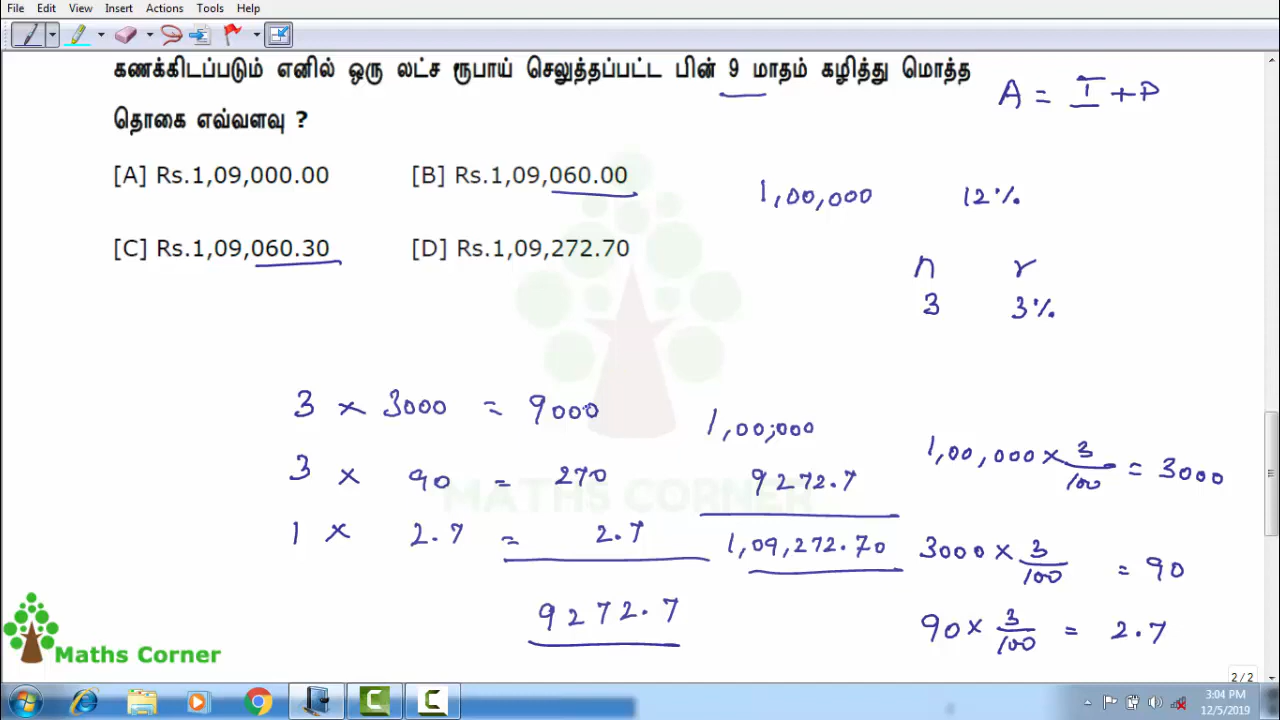 File Edit View Insert Actions Tools Help
கணக்கிடப்படும் எனில் ஒரு லட்ச ரூபாய் செலுத்தப்பட்ட பின் 9 மாதம் கழித்து மொத்த
தொகை எவ்வளவு ?
A = I + P
[A] Rs.1,09,000.00 [B] Rs.1,09,060.00
1,00,000 12%
[C] Rs.1,09,060.30 [D] Rs.1,09,272.70
n r
3 3%
3 × 3000 = 9000
3 × 90 = 270
1 × 2.7 = 2.7
9272.7
1,00,000
9272.7
1,09,272.70
1,00,000 × 3/100 = 3000
3000 × 3/100 = 90
90 × 3/100 = 2.7
MATHS CORNER
Maths Corner
2/2
3:04 PM
12/5/2019